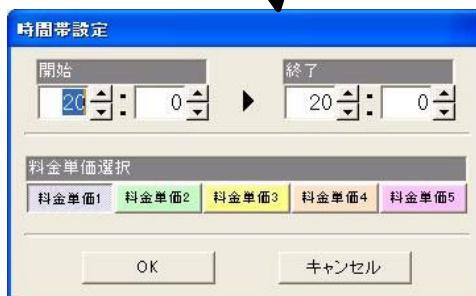 時間帯設定
開始 終了
20 : 0 ▶ 20 : 0
料金単価選択
料金単価1 料金単価2 料金単価3 料金単価4 料金単価5
OK キャンセル